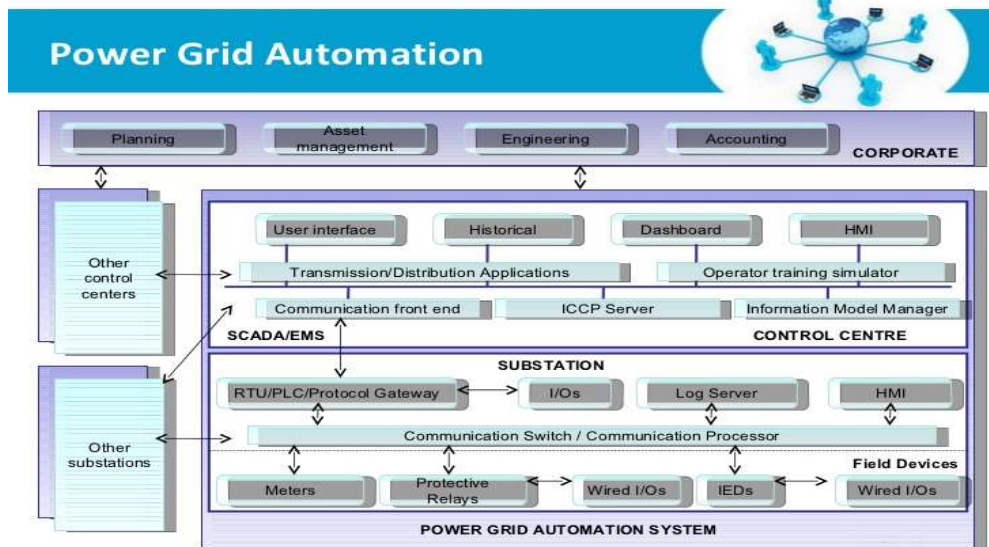 Power Grid Automation
Planning
Asset
management
Engineering
Accounting
CORPORATE
Other
control
centers
User interface
Historical
Dashboard
HMI
Transmission/Distribution Applications
Operator training simulator
Communication front end
ICCP Server
Information Model Manager
SCADA/EMS
CONTROL CENTRE
Other
substations
SUBSTATION
RTU/PLC/Protocol Gateway
I/Os
Log Server
HMI
Communication Switch / Communication Processor
Field Devices
Meters
Protective
Relays
Wired I/Os
IEDs
Wired I/Os
POWER GRID AUTOMATION SYSTEM